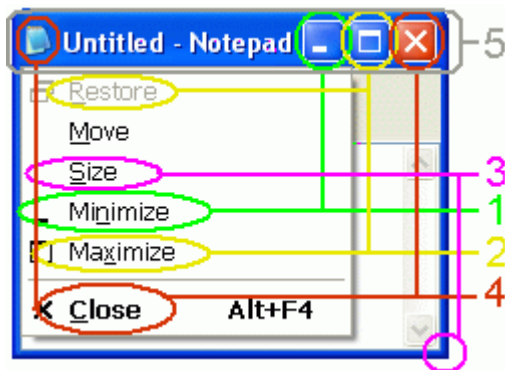 Untitled - Notepad 5
Restore
Move
Size 3
Minimize 1
Maximize 2
Close Alt+F4 4